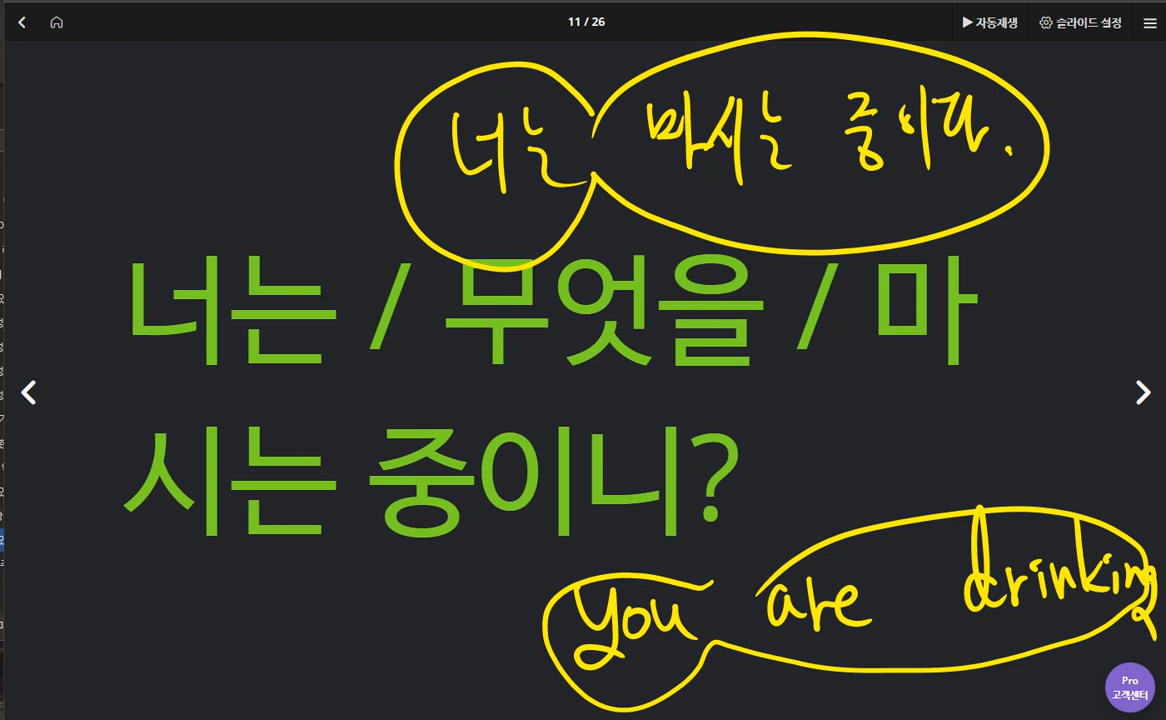 11 / 26
▶자동재생
슬라이드 설정
너는 마시는 중이다.
너는 / 무엇을 / 마
시는 중이니?
you are drinking
Pro
고객센터